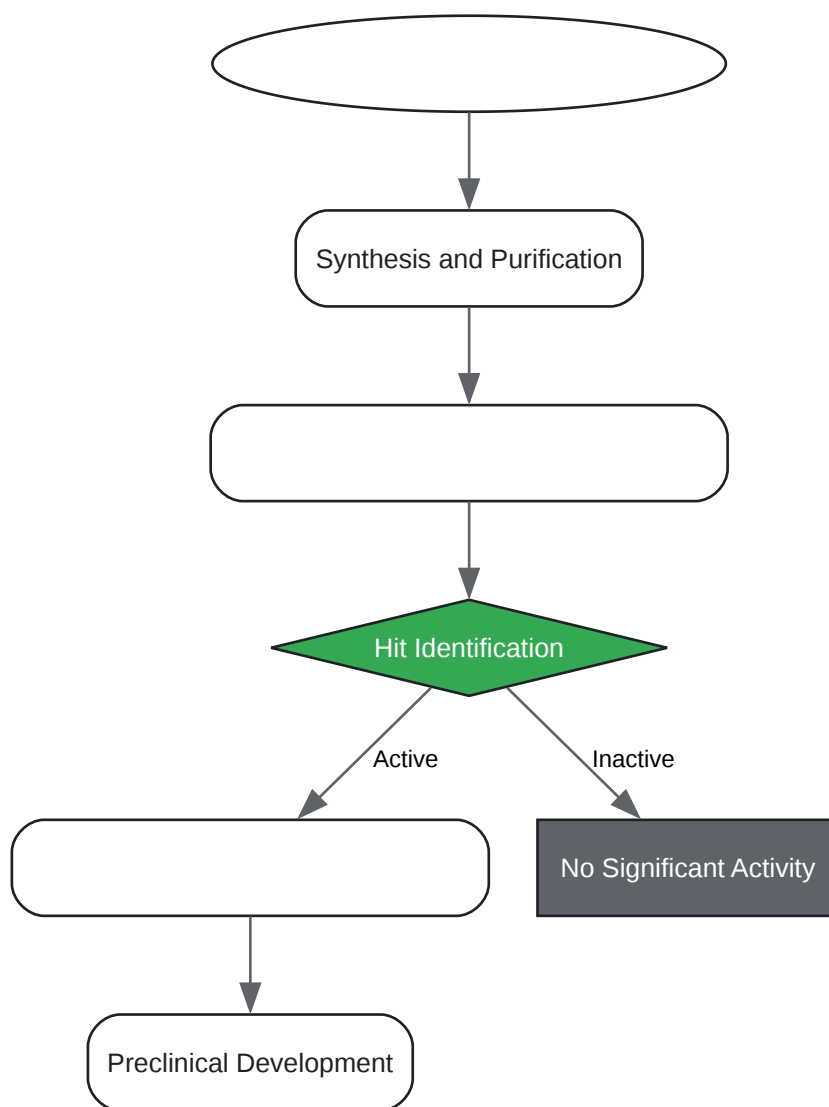 Synthesis and Purification
Hit Identification
Active
Inactive
No Significant Activity
Preclinical Development